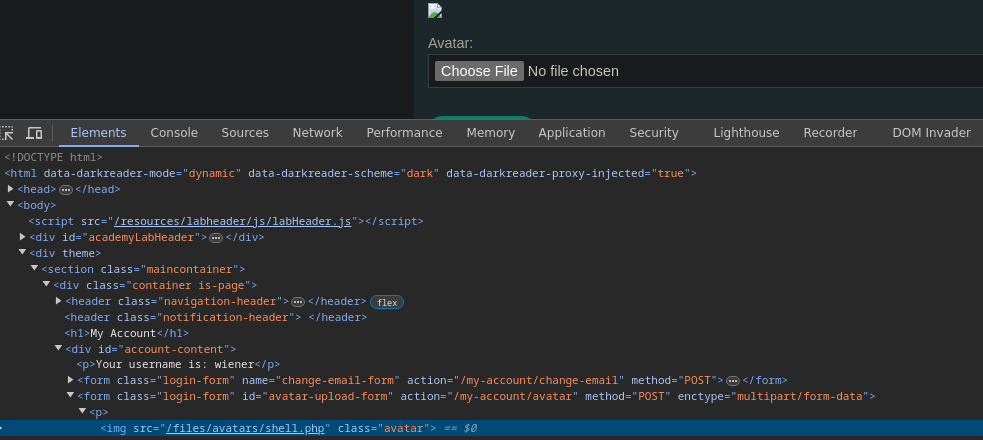 Avatar:
Choose File No file chosen
Elements Console Sources Network Performance Memory Application Security Lighthouse Recorder DOM Invader
<!DOCTYPE html>
<html data-darkreader-mode="dynamic" data-darkreader-scheme="dark" data-darkreader-proxy-injected="true">
<head>…</head>
<body>
<script src="/resources/labheader/js/labHeader.js"></script>
<div id="academyLabHeader">…</div>
<div theme>
<section class="maincontainer">
<div class="container is-page">
<header class="navigation-header">…</header> flex
<header class="notification-header"> </header>
<h1>My Account</h1>
<div id="account-content">
<p>Your username is: wiener</p>
<form class="login-form" name="change-email-form" action="/my-account/change-email" method="POST">…</form>
<form class="login-form" id="avatar-upload-form" action="/my-account/avatar" method="POST" enctype="multipart/form-data">
<p>
<img src="/files/avatars/shell.php" class="avatar"> == $0